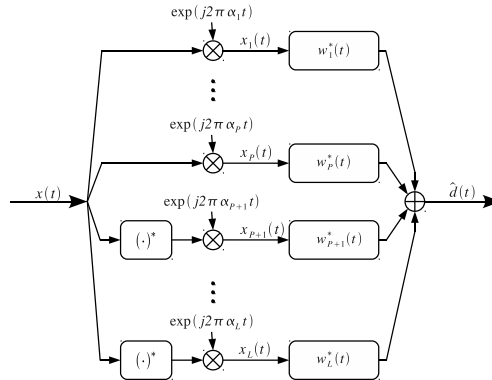 exp(j2π α₁t)
x₁(t)
w₁*(t)
exp(j2π α_P t)
x_P(t)
w_P*(t)
x(t)
d̂(t)
exp(j2π α_{P+1} t)
(·)*
x_{P+1}(t)
w_{P+1}*(t)
exp(j2π α_L t)
(·)*
x_L(t)
w_L*(t)